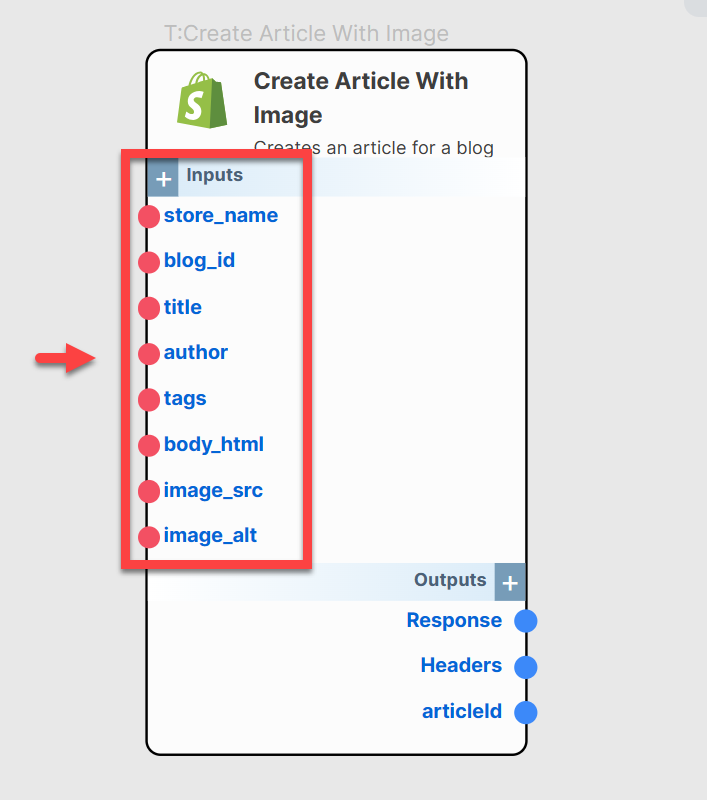 T:Create Article With Image
Create Article With
Image
Creates an article for a blog
+ Inputs
store_name
blog_id
title
author
tags
body_html
image_src
image_alt
Outputs +
Response
Headers
articleId